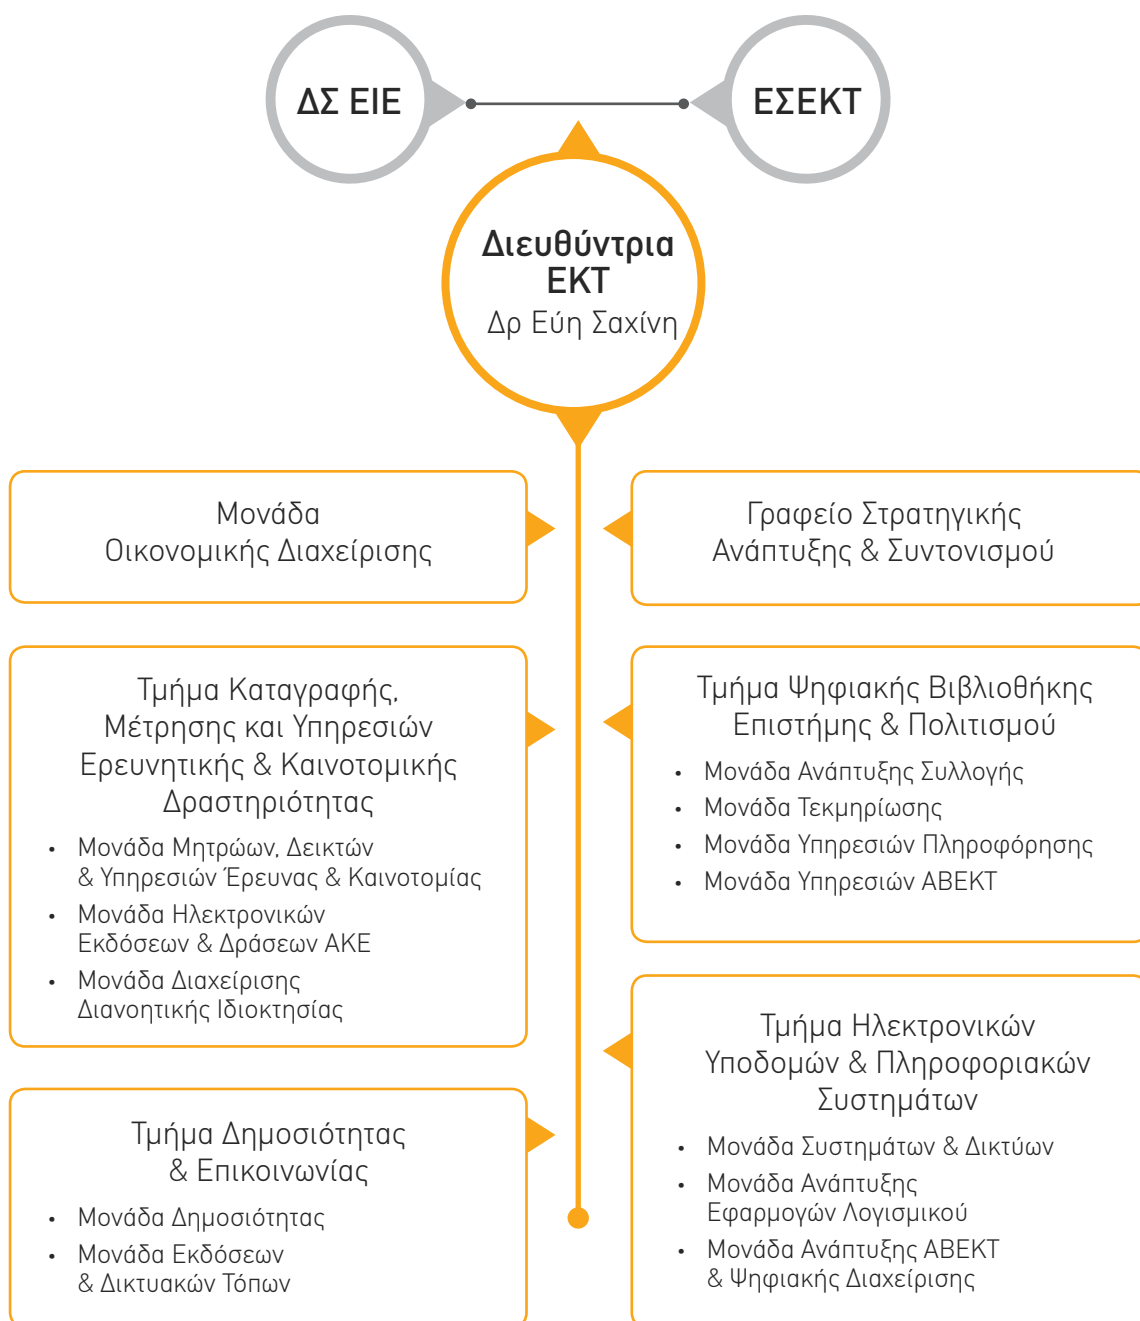 ΔΣ ΕΙΕ
ΕΣΕΚΤ
Διευθύντρια
ΕΚΤ
Δρ Εύη Σαχίνη
Μονάδα
Οικονομικής Διαχείρισης
Γραφείο Στρατηγικής
Ανάπτυξης & Συντονισμού
Τμήμα Καταγραφής,
Μέτρησης και Υπηρεσιών
Ερευνητικής & Καινοτομικής
Δραστηριότητας
• Μονάδα Μητρώων, Δεικτών
& Υπηρεσιών Έρευνας & Καινοτομίας
• Μονάδα Ηλεκτρονικών
Εκδόσεων & Δράσεων ΑΚΕ
• Μονάδα Διαχείρισης
Διανοητικής Ιδιοκτησίας
Τμήμα Ψηφιακής Βιβλιοθήκης
Επιστήμης & Πολιτισμού
• Μονάδα Ανάπτυξης Συλλογής
• Μονάδα Τεκμηρίωσης
• Μονάδα Υπηρεσιών Πληροφόρησης
• Μονάδα Υπηρεσιών ΑΒΕΚΤ
Τμήμα Δημοσιότητας
& Επικοινωνίας
• Μονάδα Δημοσιότητας
• Μονάδα Εκδόσεων
& Δικτυακών Τόπων
Τμήμα Ηλεκτρονικών
Υποδομών & Πληροφοριακών
Συστημάτων
• Μονάδα Συστημάτων & Δικτύων
• Μονάδα Ανάπτυξης
Εφαρμογών Λογισμικού
• Μονάδα Ανάπτυξης ΑΒΕΚΤ
& Ψηφιακής Διαχείρισης